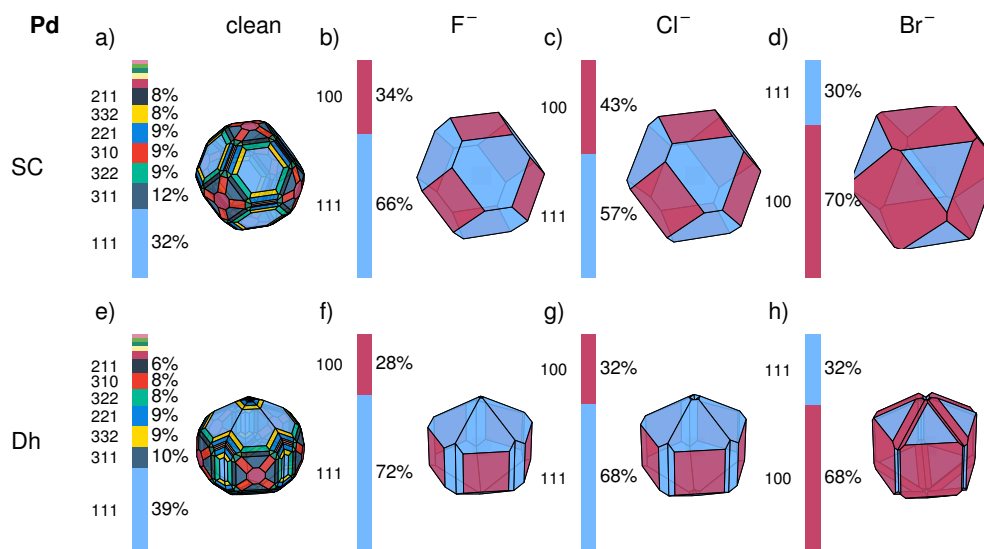 Pd
a)
clean
b)
F⁻
c)
Cl⁻
d)
Br⁻
SC
211 8%
332 8%
221 9%
310 9%
322 9%
311 12%
111 32%
100 34%
111 66%
100 43%
111 57%
111 30%
100 70%
e)
f)
g)
h)
Dh
211 6%
310 8%
322 8%
221 9%
332 9%
311 10%
111 39%
100 28%
111 72%
100 32%
111 68%
111 32%
100 68%